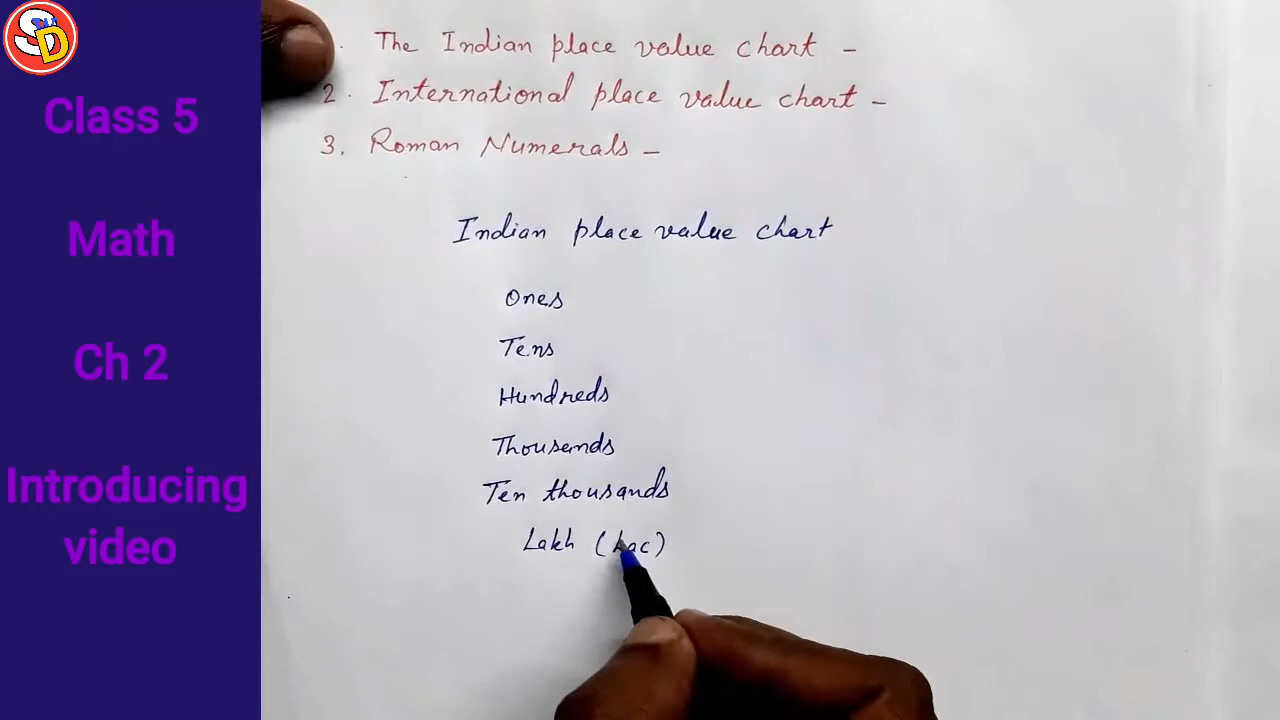 SD
Class 5
Math
Ch 2
Introducing
video
The Indian place value chart -
2. International place value chart -
3. Roman Numerals -
Indian place value chart
Ones
Tens
Hundreds
Thousands
Ten thousands
Lakh (Lac)